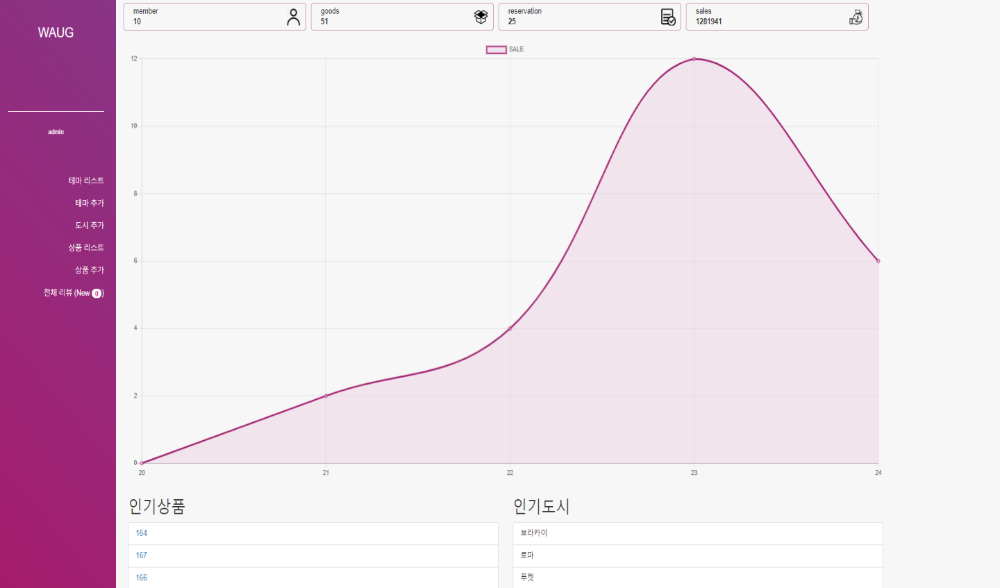 WAUG
admin
테마 리스트
테마 추가
도시 추가
상품 리스트
상품 추가
전체 리뷰 (New 0)
member
10
goods
51
reservation
25
sales
1281941
SALE
12
10
8
6
4
2
0
20 21 22 23 24
인기상품
164
167
166
인기도시
보라카이
로마
푸켓